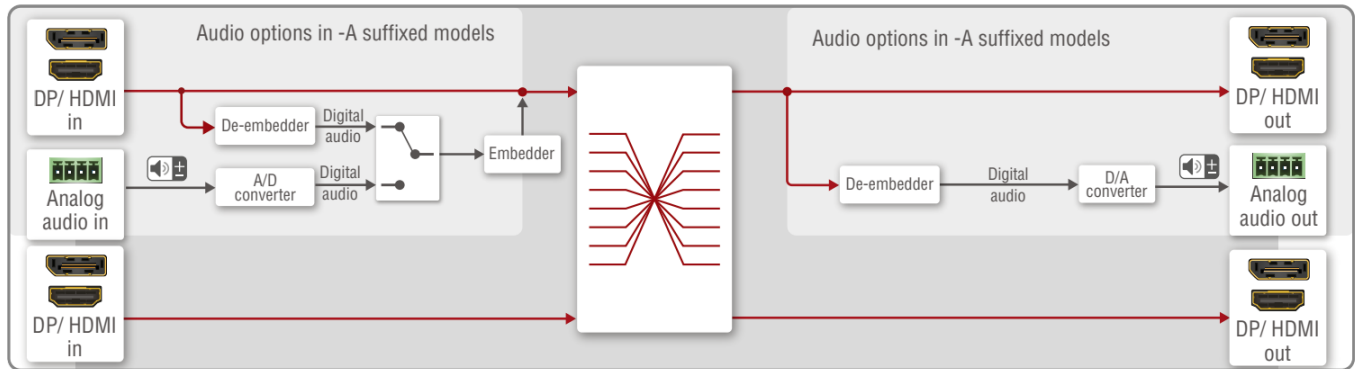 Audio options in -A suffixed models
DP/ HDMI
in
De-embedder
Digital
audio
Embedder
Analog
audio in
A/D
converter
Digital
audio
DP/ HDMI
in
Audio options in -A suffixed models
DP/ HDMI
out
De-embedder
Digital
audio
D/A
converter
Analog
audio out
DP/ HDMI
out